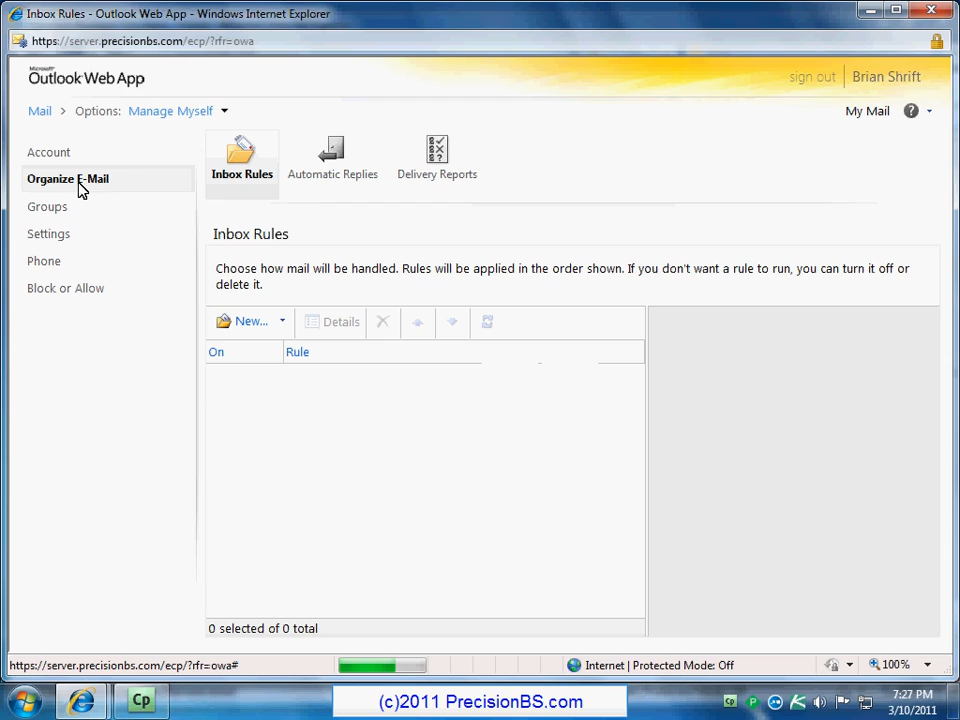 Inbox Rules - Outlook Web App - Windows Internet Explorer
https://server.precisionbs.com/ecp/?rfr=owa
Microsoft
Outlook Web App
sign out
Brian Shrift
Mail > Options: Manage Myself
My Mail
?
Account
Organize E-Mail
Groups
Settings
Phone
Block or Allow
Inbox Rules
Automatic Replies
Delivery Reports
Inbox Rules
Choose how mail will be handled. Rules will be applied in the order shown. If you don't want a rule to run, you can turn it off or
delete it.
New...
Details
On
Rule
0 selected of 0 total
https://server.precisionbs.com/ecp/?rfr=owa#
Internet | Protected Mode: Off
100%
Cp
(c)2011 PrecisionBS.com
Cp
P
7:27 PM
3/10/2011